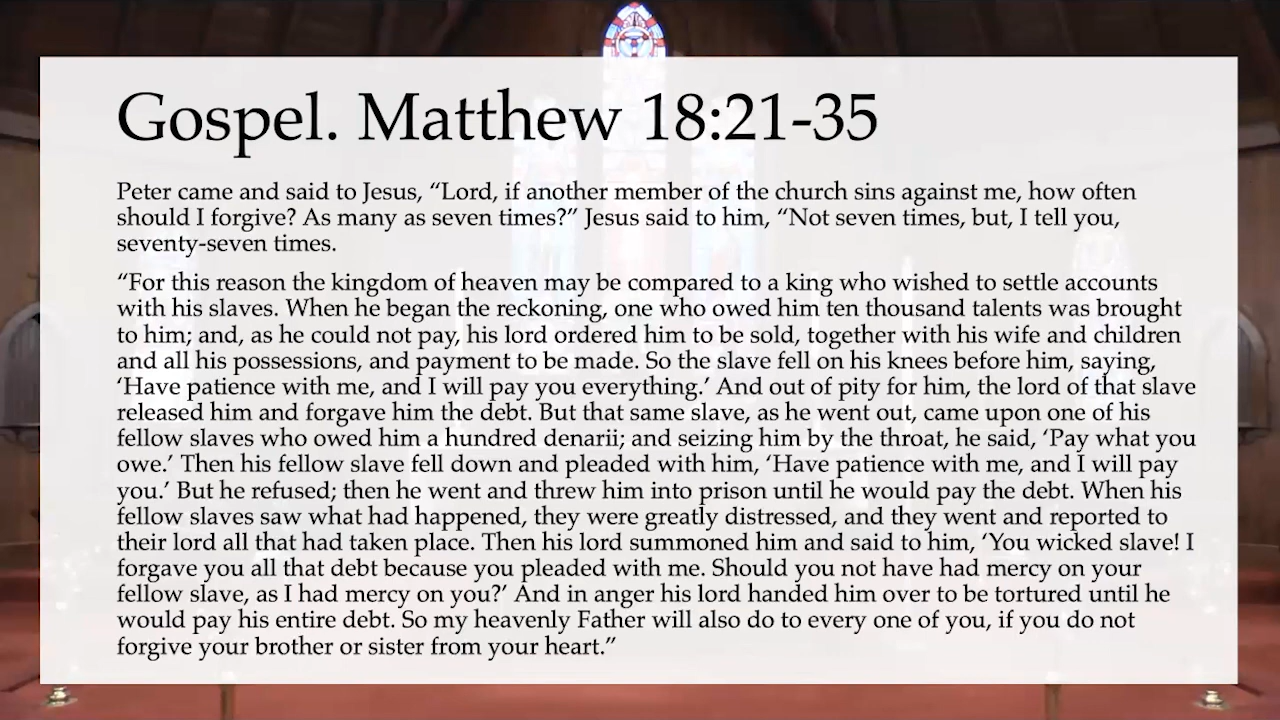 Gospel. Matthew 18:21-35
Peter came and said to Jesus, “Lord, if another member of the church sins against me, how often
should I forgive? As many as seven times?” Jesus said to him, “Not seven times, but, I tell you,
seventy-seven times.
“For this reason the kingdom of heaven may be compared to a king who wished to settle accounts
with his slaves. When he began the reckoning, one who owed him ten thousand talents was brought
to him; and, as he could not pay, his lord ordered him to be sold, together with his wife and children
and all his possessions, and payment to be made. So the slave fell on his knees before him, saying,
‘Have patience with me, and I will pay you everything.’ And out of pity for him, the lord of that slave
released him and forgave him the debt. But that same slave, as he went out, came upon one of his
fellow slaves who owed him a hundred denarii; and seizing him by the throat, he said, ‘Pay what you
owe.’ Then his fellow slave fell down and pleaded with him, ‘Have patience with me, and I will pay
you.’ But he refused; then he went and threw him into prison until he would pay the debt. When his
fellow slaves saw what had happened, they were greatly distressed, and they went and reported to
their lord all that had taken place. Then his lord summoned him and said to him, ‘You wicked slave! I
forgave you all that debt because you pleaded with me. Should you not have had mercy on your
fellow slave, as I had mercy on you?’ And in anger his lord handed him over to be tortured until he
would pay his entire debt. So my heavenly Father will also do to every one of you, if you do not
forgive your brother or sister from your heart.”